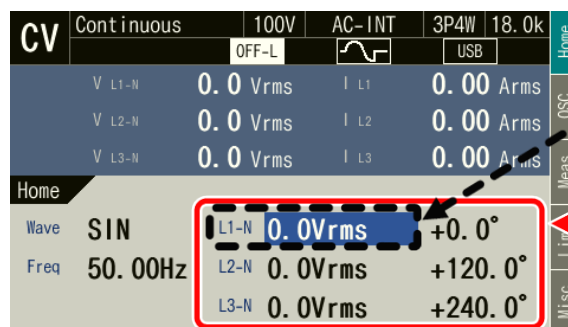 CV Continuous 100V AC-INT 3P4W 18.0k
OFF-L USB
V L1-N 0.0 Vrms I L1 0.00 Arms
V L2-N 0.0 Vrms I L2 0.00 Arms
V L3-N 0.0 Vrms I L3 0.00 Arms
Home
Wave SIN L1-N 0.0Vrms +0.0°
Freq 50.00Hz L2-N 0.0Vrms +120.0°
L3-N 0.0Vrms +240.0°
Home
OSC
Meas
Misc